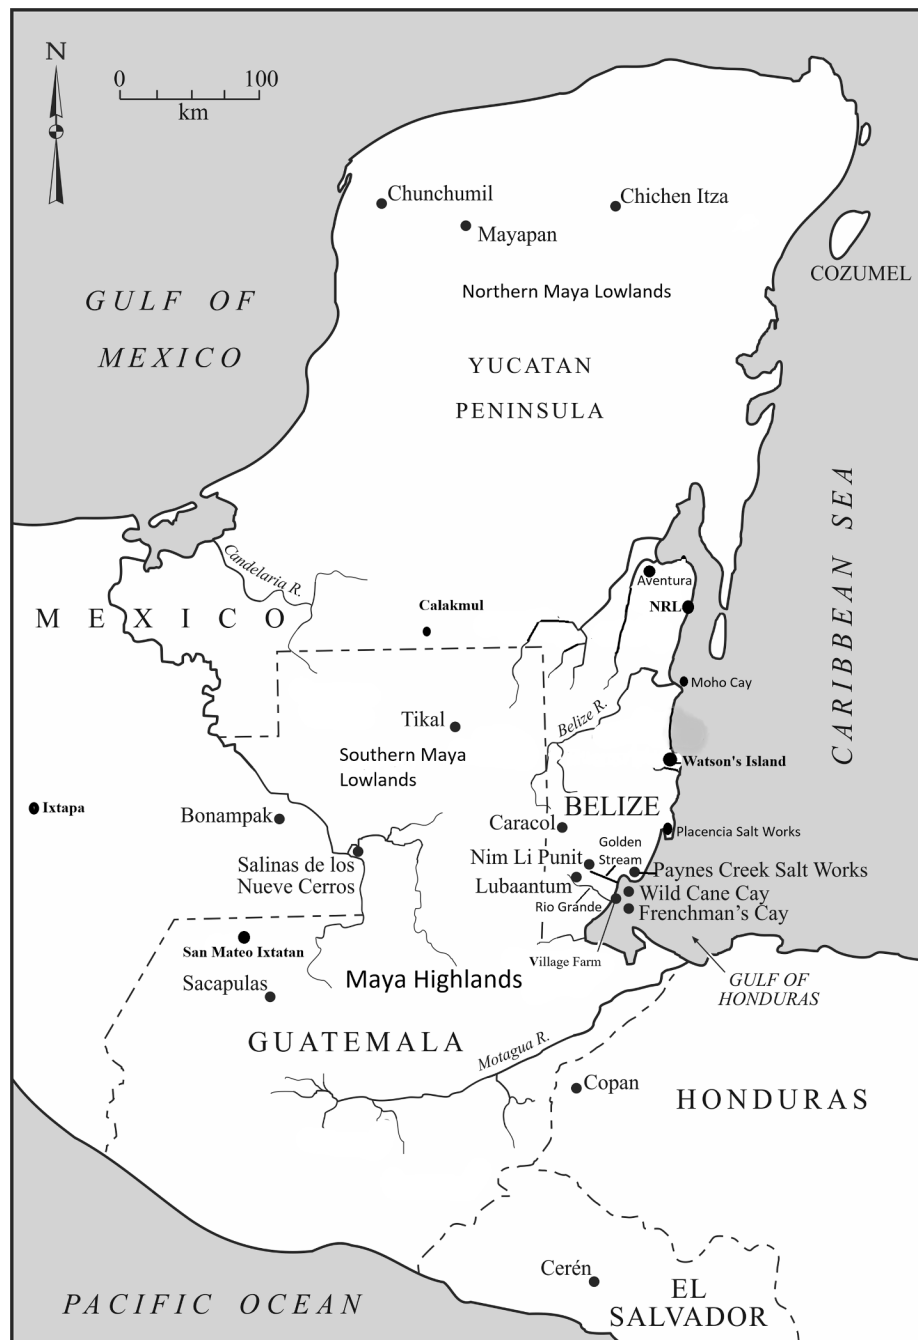 N
0 100
km
Chunchumil
Chichen Itza
Mayapan
COZUMEL
Northern Maya Lowlands
GULF OF
MEXICO
YUCATAN
PENINSULA
CARIBBEAN SEA
Candelaria R.
Aventura
MEXICO
Calakmul
NRL
Moho Cay
Tikal
Belize R.
Southern Maya
Lowlands
Watson's Island
Ixtapa
Bonampak
BELIZE
Caracol
Placencia Salt Works
Golden
Stream
Salinas de los
Nueve Cerros
Nim Li Punit
Paynes Creek Salt Works
Lubaantum
Wild Cane Cay
Rio Grande
Frenchman's Cay
San Mateo Ixtatan
Village Farm
Sacapulas
Maya Highlands
GULF OF
HONDURAS
GUATEMALA
Motagua R.
Copan
HONDURAS
Cerén
EL
SALVADOR
PACIFIC OCEAN